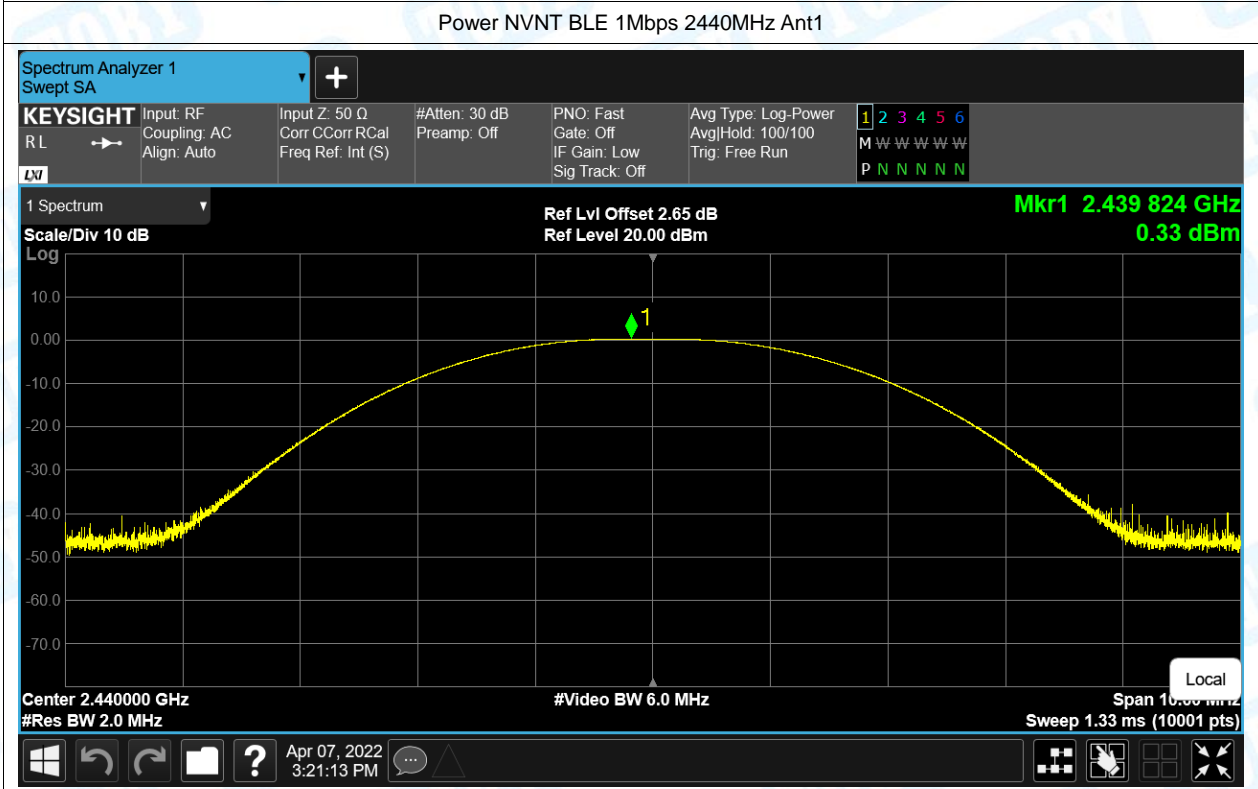 Power NVNT BLE 1Mbps 2440MHz Ant1
Spectrum Analyzer 1
Swept SA
+
KEYSIGHT
RL
LXI
Input: RF
Coupling: AC
Align: Auto
Input Z: 50 Ω
Corr CCorr RCal
Freq Ref: Int (S)
#Atten: 30 dB
Preamp: Off
PNO: Fast
Gate: Off
IF Gain: Low
Sig Track: Off
Avg Type: Log-Power
Avg|Hold: 100/100
Trig: Free Run
1 2 3 4 5 6
M W W W W W W
P N N N N N
1 Spectrum
Scale/Div 10 dB
Log
Ref Lvl Offset 2.65 dB
Ref Level 20.00 dBm
Mkr1 2.439 824 GHz
0.33 dBm
10.0
0.00
-10.0
-20.0
-30.0
-40.0
-50.0
-60.0
-70.0
1
Local
Center 2.440000 GHz
#Res BW 2.0 MHz
#Video BW 6.0 MHz
Span 10.00 MHz
Sweep 1.33 ms (10001 pts)
?
Apr 07, 2022
3:21:13 PM